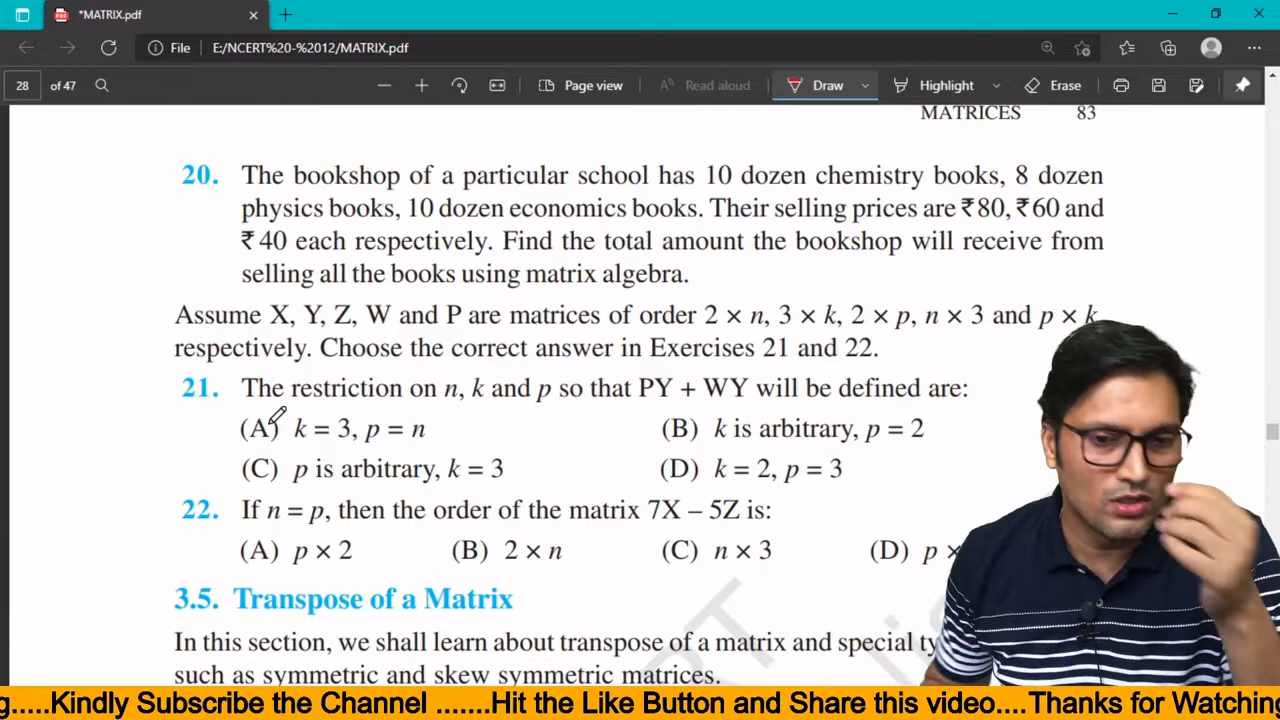 *MATRIX.pdf
File E:/NCERT%20-%2012/MATRIX.pdf
28 of 47 Page view Read aloud Draw Highlight Erase
MATRICES 83
20. The bookshop of a particular school has 10 dozen chemistry books, 8 dozen
physics books, 10 dozen economics books. Their selling prices are ₹80, ₹60 and
₹40 each respectively. Find the total amount the bookshop will receive from
selling all the books using matrix algebra.
Assume X, Y, Z, W and P are matrices of order 2 × n, 3 × k, 2 × p, n × 3 and p × k
respectively. Choose the correct answer in Exercises 21 and 22.
21. The restriction on n, k and p so that PY + WY will be defined are:
(A) k = 3, p = n (B) k is arbitrary, p = 2
(C) p is arbitrary, k = 3 (D) k = 2, p = 3
22. If n = p, then the order of the matrix 7X – 5Z is:
(A) p × 2 (B) 2 × n (C) n × 3 (D) p ×
3.5. Transpose of a Matrix
In this section, we shall learn about transpose of a matrix and special
such as symmetric and skew symmetric matrices.
.....Kindly Subscribe the Channel .......Hit the Like Button and Share this video....Thanks for Watching